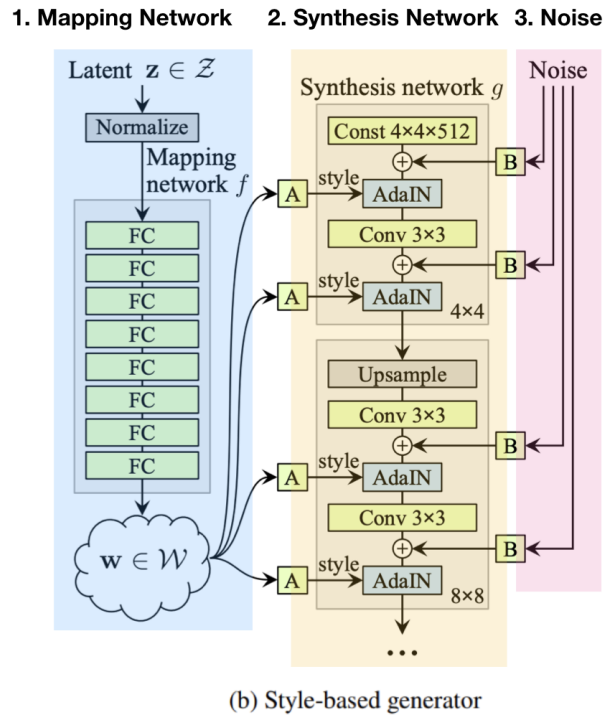 1. Mapping Network
2. Synthesis Network
3. Noise
Latent z ∈ 𝒵
Normalize
Mapping
network f
FC
FC
FC
FC
FC
FC
FC
FC
w ∈ 𝒲
A
A
A
A
style
style
style
style
Synthesis network g
Const 4×4×512
+
AdaIN
Conv 3×3
+
AdaIN
4×4
Upsample
Conv 3×3
+
AdaIN
Conv 3×3
+
AdaIN
8×8
...
Noise
B
B
B
B
(b) Style-based generator